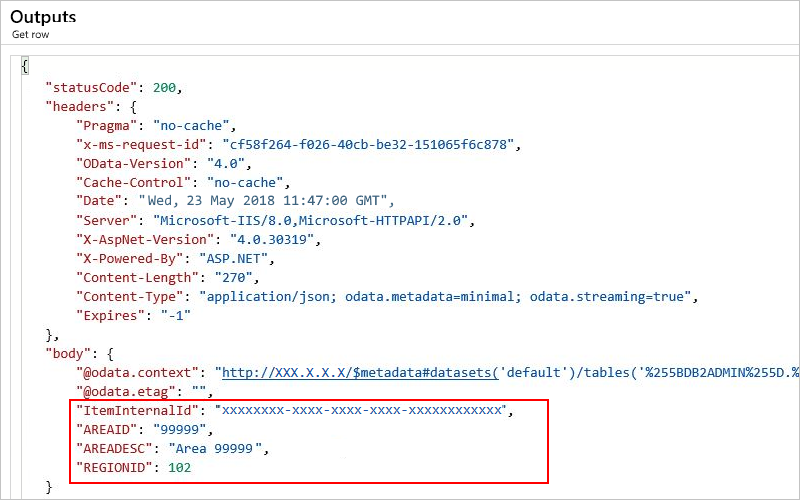 Outputs
Get row
{
"statusCode": 200,
"headers": {
"Pragma": "no-cache",
"x-ms-request-id": "cf58f264-f026-40cb-be32-151065f6c878",
"OData-Version": "4.0",
"Cache-Control": "no-cache",
"Date": "Wed, 23 May 2018 11:47:00 GMT",
"Server": "Microsoft-IIS/8.0,Microsoft-HTTPAPI/2.0",
"X-AspNet-Version": "4.0.30319",
"X-Powered-By": "ASP.NET",
"Content-Length": "270",
"Content-Type": "application/json; odata.metadata=minimal; odata.streaming=true",
"Expires": "-1"
},
"body": {
"@odata.context": "http://XXX.X.X.X/$metadata#datasets('default')/tables('%255BDB2ADMIN%255D.%
"@odata.etag": "",
"ItemInternalId": "xxxxxxxx-xxxx-xxxx-xxxx-xxxxxxxxxxxx",
"AREAID": "99999",
"AREADESC": "Area 99999",
"REGIONID": 102
}